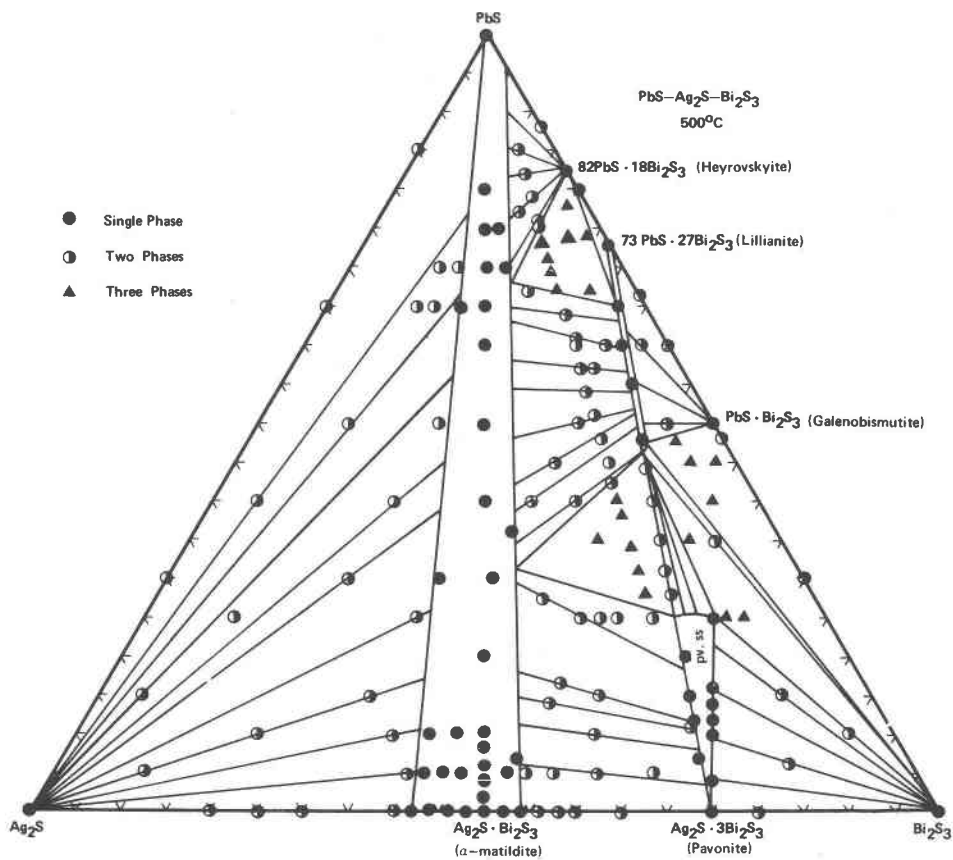 PbS
PbS–Ag₂S–Bi₂S₃
500°C
82PbS · 18Bi₂S₃ (Heyrovskyite)
Single Phase
Two Phases
Three Phases
73 PbS · 27Bi₂S₃ (Lillianite)
PbS · Bi₂S₃ (Galenobismutite)
pv. ss
Ag₂S
Ag₂S · Bi₂S₃
(α–matildite)
Ag₂S · 3Bi₂S₃
(Pavonite)
Bi₂S₃